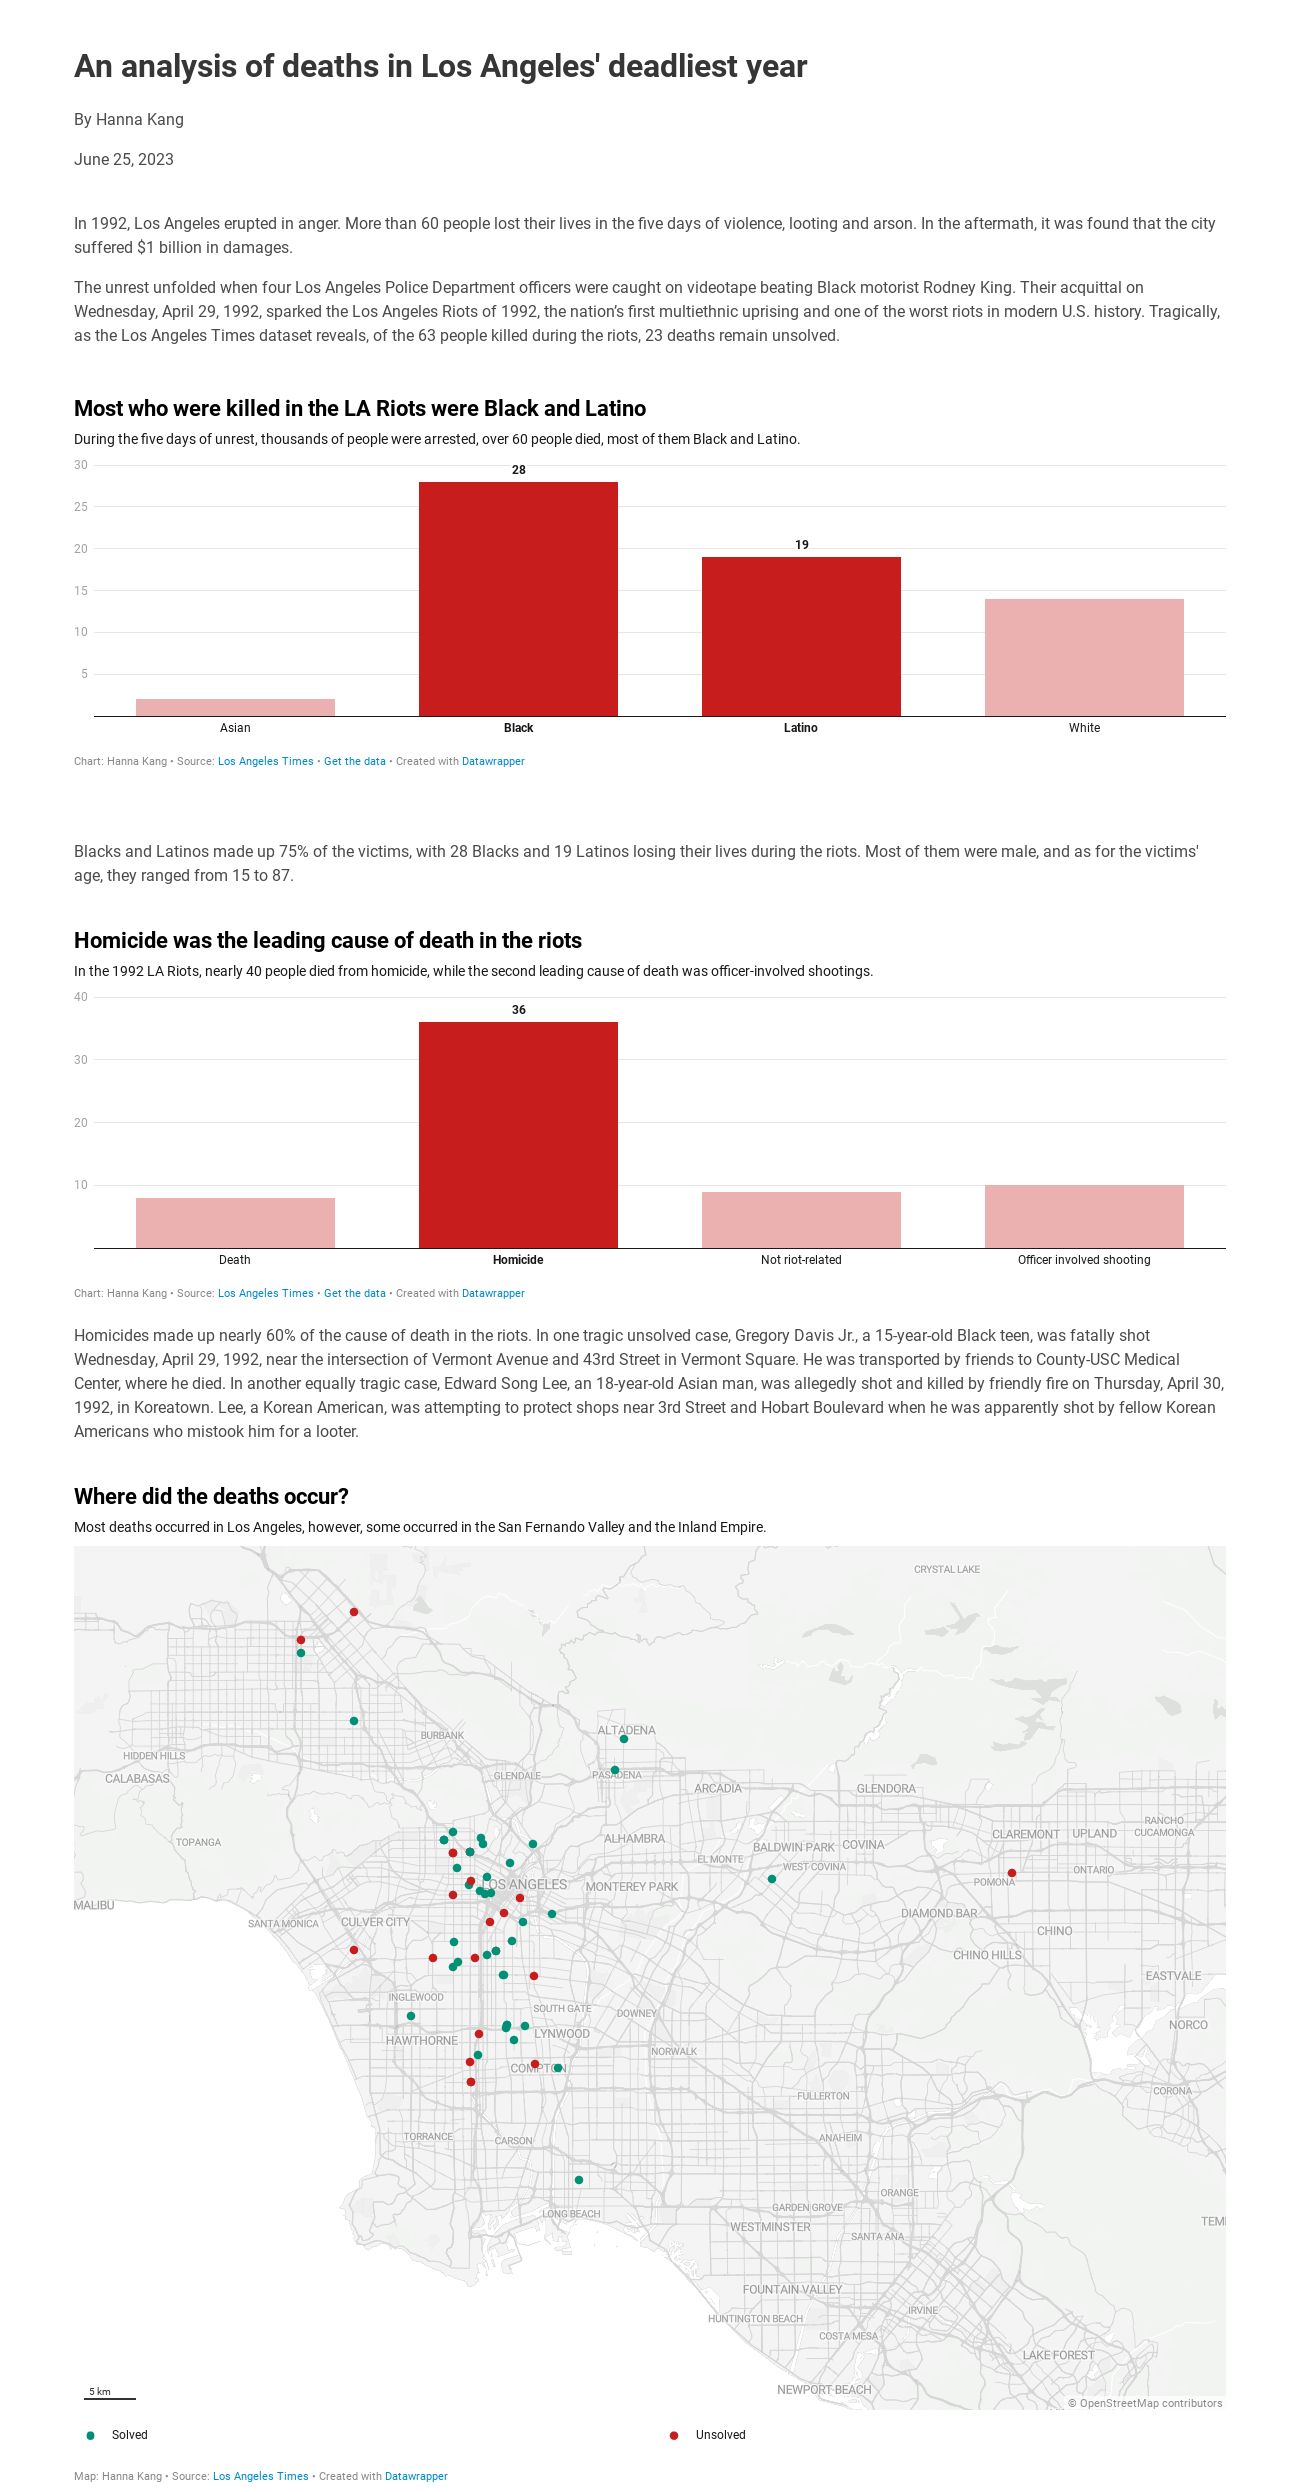 An analysis of deaths in Los Angeles' deadliest year
By Hanna Kang
June 25, 2023
In 1992, Los Angeles erupted in anger. More than 60 people lost their lives in the five days of violence, looting and arson. In the aftermath, it was found that the city
suffered $1 billion in damages.
The unrest unfolded when four Los Angeles Police Department officers were caught on videotape beating Black motorist Rodney King. Their acquittal on
Wednesday, April 29, 1992, sparked the Los Angeles Riots of 1992, the nation’s first multiethnic uprising and one of the worst riots in modern U.S. history. Tragically,
as the Los Angeles Times dataset reveals, of the 63 people killed during the riots, 23 deaths remain unsolved.
Most who were killed in the LA Riots were Black and Latino
During the five days of unrest, thousands of people were arrested, over 60 people died, most of them Black and Latino.
30
28
25
20
19
15
10
5
Asian
Black
Latino
White
Chart: Hanna Kang • Source: Los Angeles Times • Get the data • Created with Datawrapper
Blacks and Latinos made up 75% of the victims, with 28 Blacks and 19 Latinos losing their lives during the riots. Most of them were male, and as for the victims'
age, they ranged from 15 to 87.
Homicide was the leading cause of death in the riots
In the 1992 LA Riots, nearly 40 people died from homicide, while the second leading cause of death was officer-involved shootings.
40
36
30
20
10
Death
Homicide
Not riot-related
Officer involved shooting
Chart: Hanna Kang • Source: Los Angeles Times • Get the data • Created with Datawrapper
Homicides made up nearly 60% of the cause of death in the riots. In one tragic unsolved case, Gregory Davis Jr., a 15-year-old Black teen, was fatally shot
Wednesday, April 29, 1992, near the intersection of Vermont Avenue and 43rd Street in Vermont Square. He was transported by friends to County-USC Medical
Center, where he died. In another equally tragic case, Edward Song Lee, an 18-year-old Asian man, was allegedly shot and killed by friendly fire on Thursday, April 30,
1992, in Koreatown. Lee, a Korean American, was attempting to protect shops near 3rd Street and Hobart Boulevard when he was apparently shot by fellow Korean
Americans who mistook him for a looter.
Where did the deaths occur?
Most deaths occurred in Los Angeles, however, some occurred in the San Fernando Valley and the Inland Empire.
CRYSTAL LAKE
ALTADENA
BURBANK
HIDDEN HILLS
CALABASAS
GLENDALE
PASADENA
ARCADIA
GLENDORA
RANCHO
CUCAMONGA
CLAREMONT
UPLAND
TOPANGA
ALHAMBRA
BALDWIN PARK
COVINA
EL MONTE
WEST COVINA
ONTARIO
POMONA
LOS ANGELES
MONTEREY PARK
MALIBU
DIAMOND BAR
SANTA MONICA
CULVER CITY
CHINO
CHINO HILLS
EASTVALE
INGLEWOOD
SOUTH GATE
DOWNEY
NORCO
HAWTHORNE
LYNWOOD
NORWALK
COMPTON
CORONA
FULLERTON
TORRANCE
CARSON
ANAHEIM
ORANGE
LONG BEACH
GARDEN GROVE
WESTMINSTER
SANTA ANA
TEM
FOUNTAIN VALLEY
IRVINE
HUNTINGTON BEACH
COSTA MESA
LAKE FOREST
NEWPORT BEACH
5 km
© OpenStreetMap contributors
Solved
Unsolved
Map: Hanna Kang • Source: Los Angeles Times • Created with Datawrapper